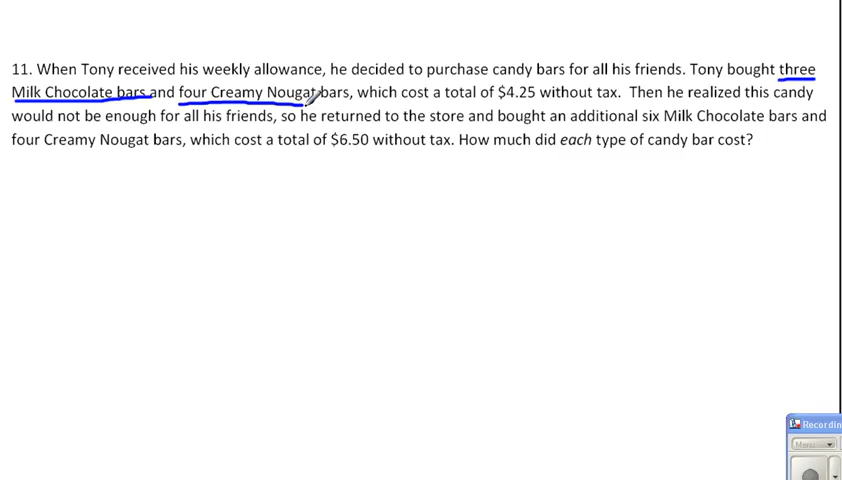 11. When Tony received his weekly allowance, he decided to purchase candy bars for all his friends. Tony bought three
Milk Chocolate bars and four Creamy Nougat bars, which cost a total of $4.25 without tax. Then he realized this candy
would not be enough for all his friends, so he returned to the store and bought an additional six Milk Chocolate bars and
four Creamy Nougat bars, which cost a total of $6.50 without tax. How much did each type of candy bar cost?
Recordin
Menu